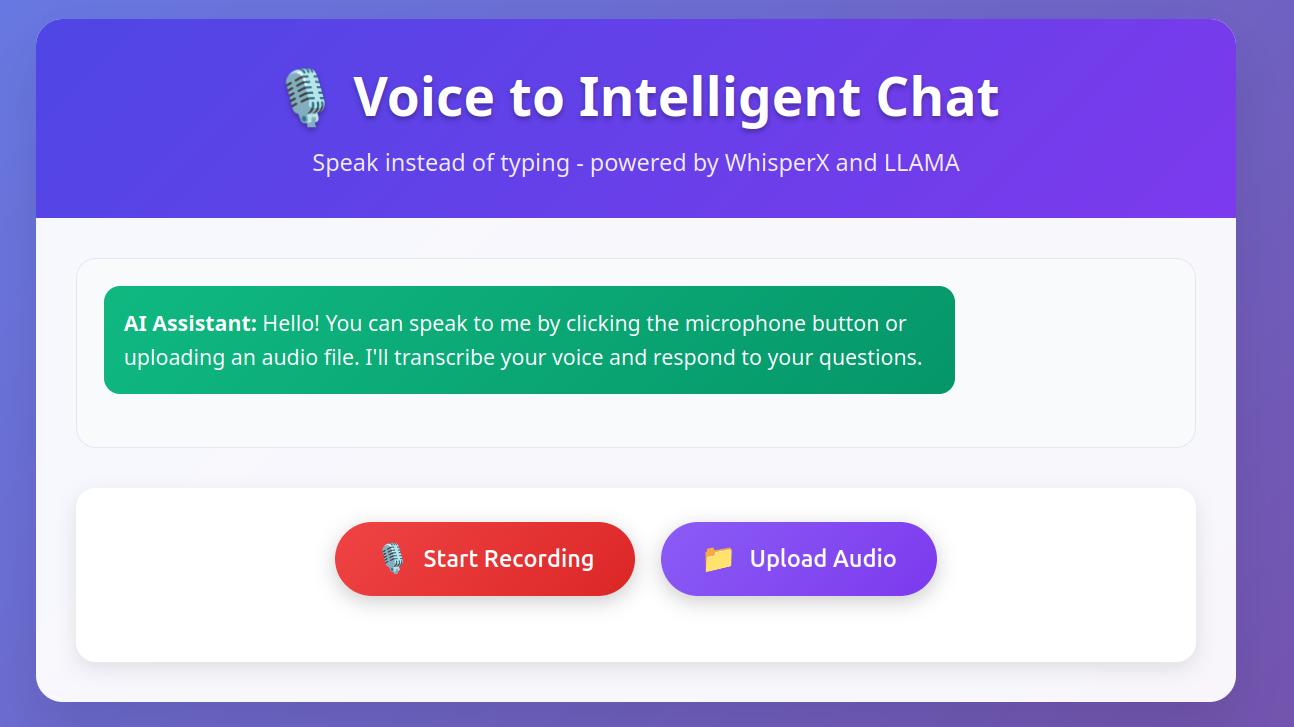 🎙️ Voice to Intelligent Chat
Speak instead of typing - powered by WhisperX and LLAMA
AI Assistant: Hello! You can speak to me by clicking the microphone button or
uploading an audio file. I'll transcribe your voice and respond to your questions.
🎙️ Start Recording
📁 Upload Audio